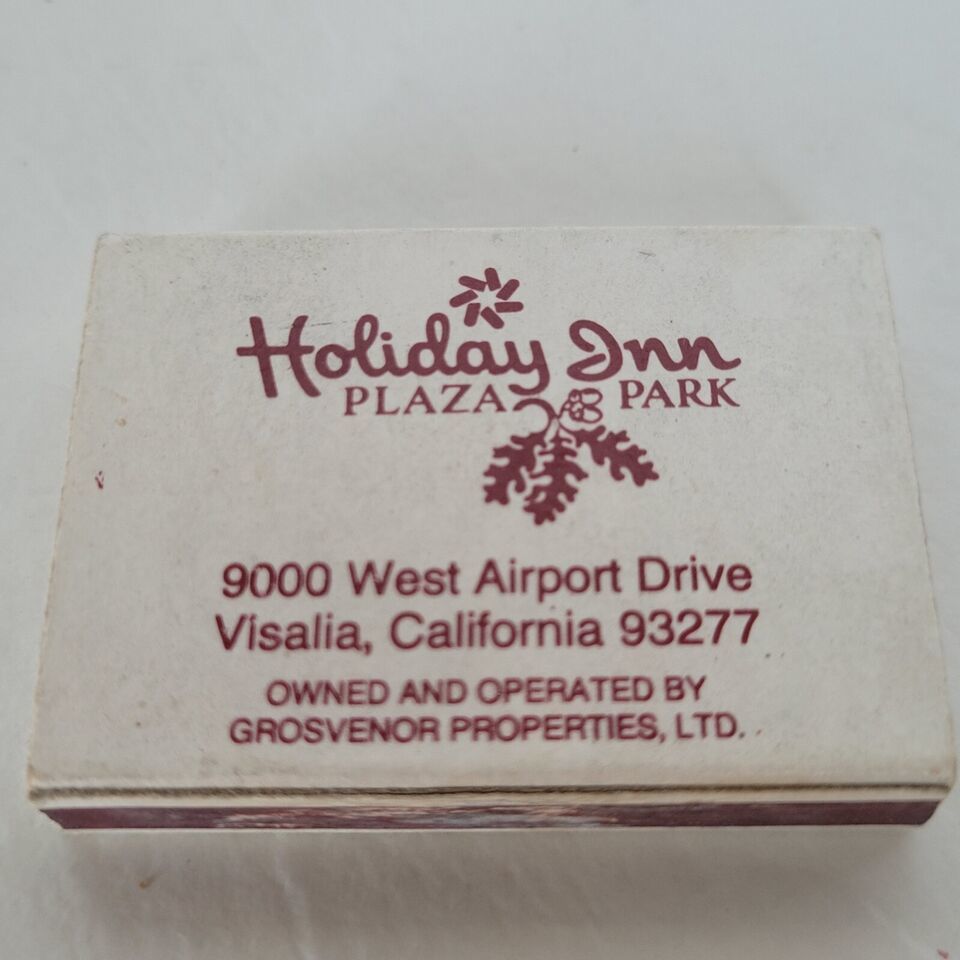 Holiday Inn
PLAZA PARK
9000 West Airport Drive
Visalia, California 93277
OWNED AND OPERATED BY
GROSVENOR PROPERTIES, LTD.